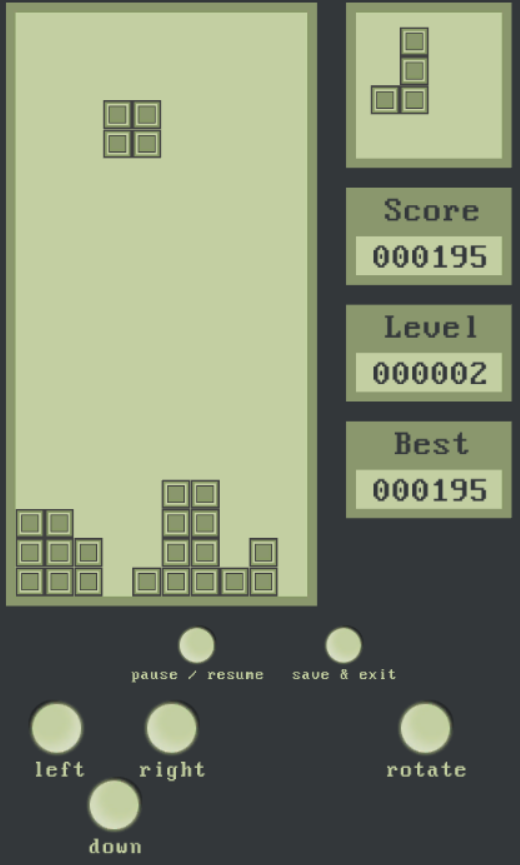 Score
000195
Level
000002
Best
000195
pause / resume
save & exit
left
right
rotate
down